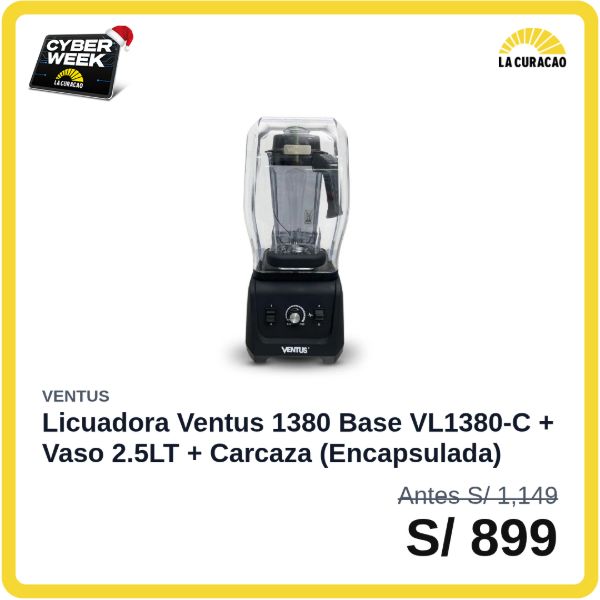 CYBER
WEEK
LA CURACAO
LA CURACAO
VENTUS
VENTUS
Licuadora Ventus 1380 Base VL1380-C +
Vaso 2.5LT + Carcaza (Encapsulada)
Antes S/ 1,149
S/ 899